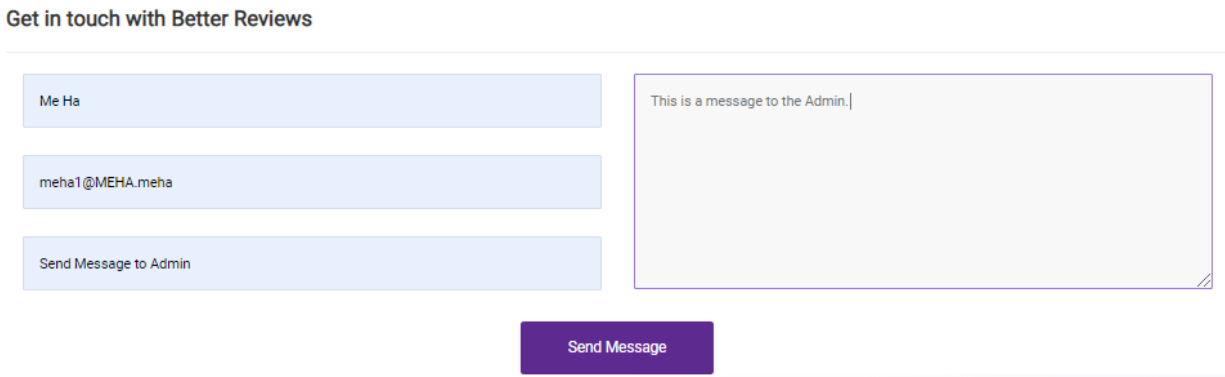 Get in touch with Better Reviews
Me Ha
meha1@MEHA.meha
Send Message to Admin
This is a message to the Admin.
Send Message